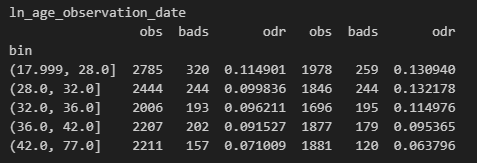 ln_age_observation_date
obs bads odr obs bads odr
bin
(17.999, 28.0] 2785 320 0.114901 1978 259 0.130940
(28.0, 32.0] 2444 244 0.099836 1846 244 0.132178
(32.0, 36.0] 2006 193 0.096211 1696 195 0.114976
(36.0, 42.0] 2207 202 0.091527 1877 179 0.095365
(42.0, 77.0] 2211 157 0.071009 1881 120 0.063796